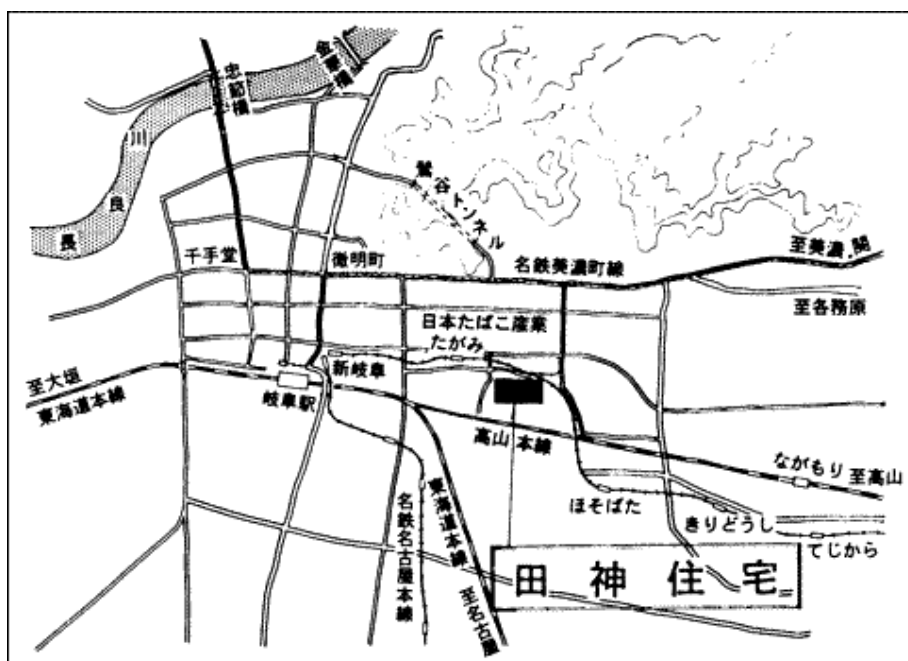 金華橋
忠節橋
長良川
鶯谷トンネル
千手堂
徹明町
名鉄美濃町線
至美濃.関
至各務原
日本たばこ産業
たがみ
新岐阜
至大垣
東海道本線
岐阜駅
高山本線
ながもり
至高山
ほそばた
きりどうし
てじから
名鉄名古屋本線
東海道本線
至名古屋
田神住宅